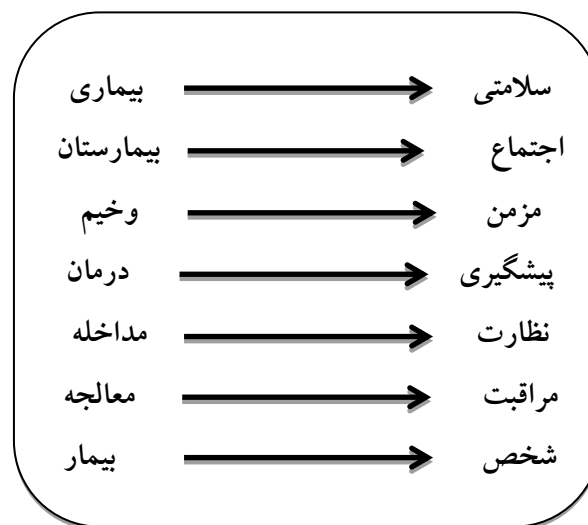 بیماری سلامتی
بیمارستان اجتماع
وخیم مزمن
درمان پیشگیری
مداخله نظارت
معالجه مراقبت
بیمار شخص